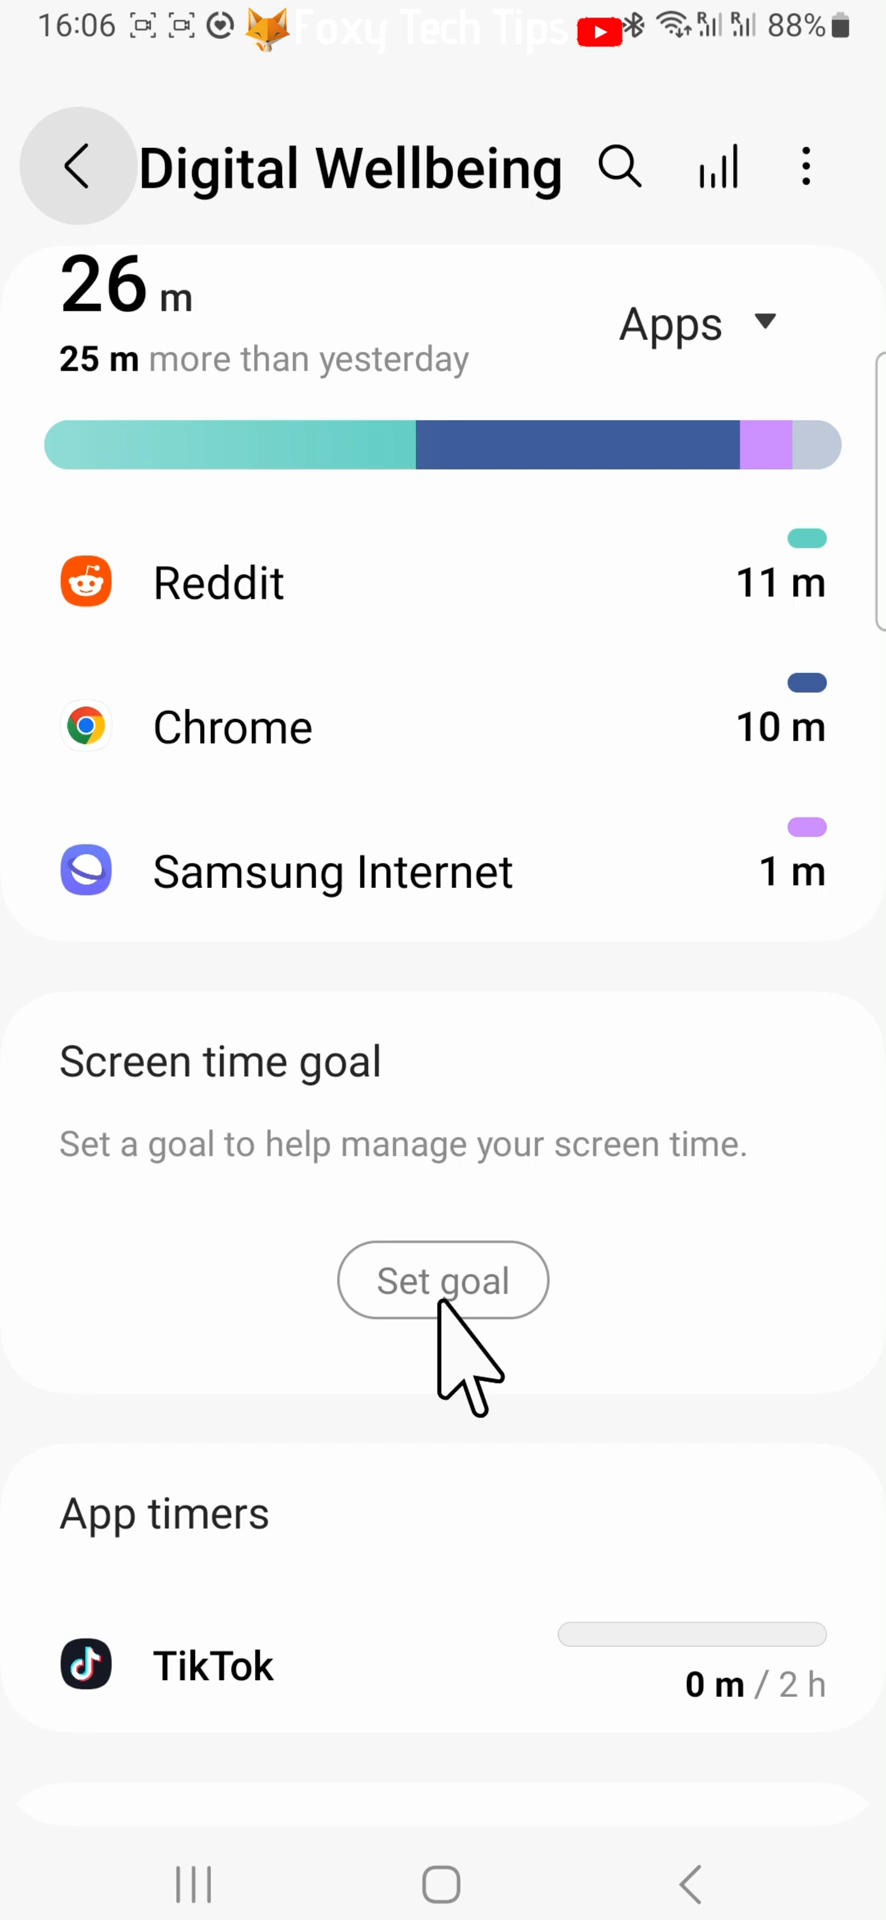 16:06 Foxy Tech Tips 88%
Digital Wellbeing
26 m
Apps
25 m more than yesterday
Reddit 11 m
Chrome 10 m
Samsung Internet 1 m
Screen time goal
Set a goal to help manage your screen time.
Set goal
App timers
TikTok
0 m / 2 h